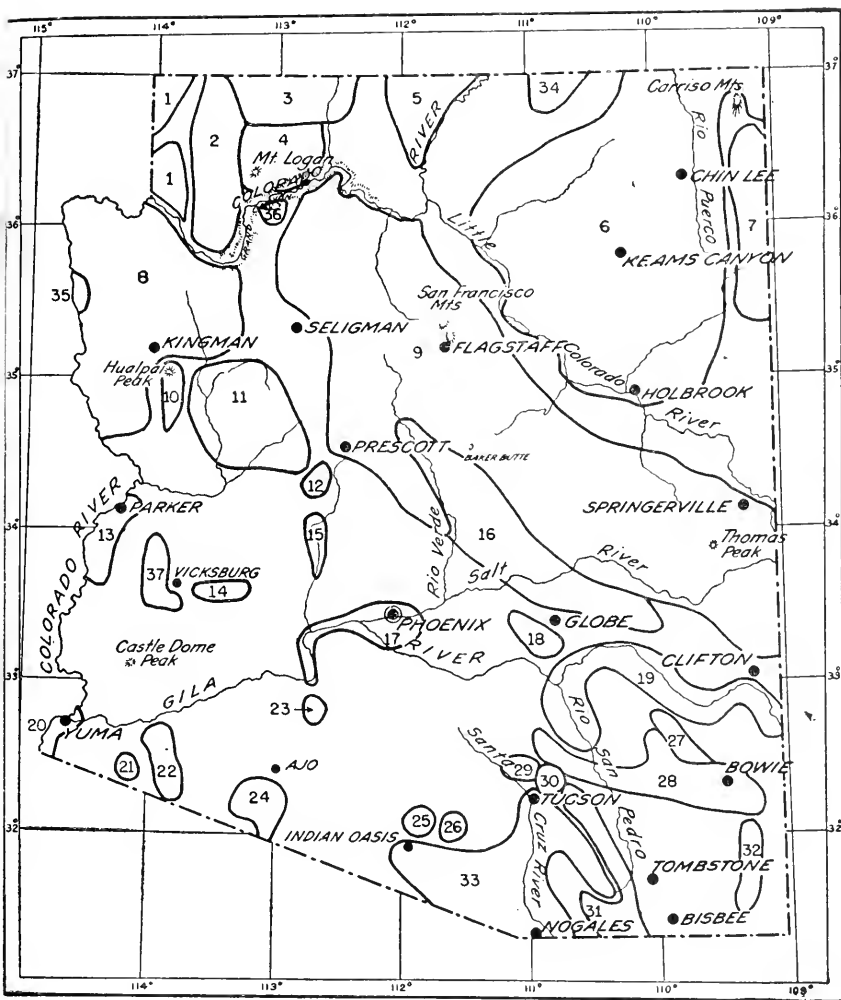 115° 114° 113° 112° 111° 110° 109°
37° 37°
1 2 3 4 5 34
Carriso Mts
Mt. Logan
COLORADO RIVER
GRAND
36
1
Rio Puerco
CHIN LEE
7
36° 36°
Little Colorado River
6
KEAMS CANYON
8
35
San Francisco
Mts
KINGMAN
SELIGMAN
9
FLAGSTAFF
Hualpai
Peak
35° 35°
10
11
HOLBROOK
PRESCOTT
BAKER BUTTE
12
COLORADO RIVER
PARKER
13
SPRINGERVILLE
34° 34°
15
Rio Verde
16
Thomas
Peak
37
VICKSBURG
14
Salt River
PHOENIX
17
RIVER
18
GLOBE
Castle Dome
Peak
CLIFTON
33° 33°
19
GILA
23
Rio San Pedro
20
YUMA
21
22
AJO
24
Santa Cruz River
29
30
27
28
BOWIE
TUCSON
32° 32°
25
26
INDIAN OASIS
33
31
32
TOMBSTONE
NOGALES
BISBEE
114° 113° 112° 111° 110° 109°